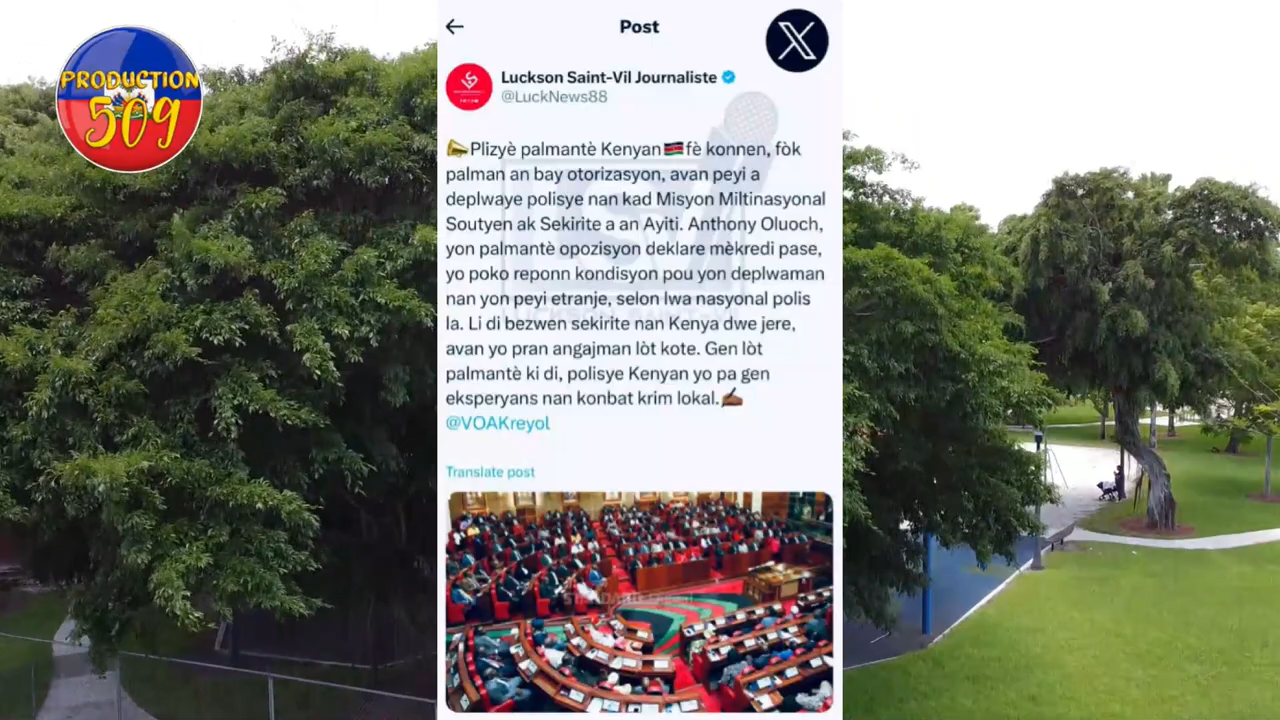 PRODUCTION
509
Post
X
Luckson Saint-Vil Journaliste
@LuckNews88
Plizyè palmantè Kenyan fè konnen, fòk
palman an bay otorizasyon, avan peyi a
deplwaye polisye nan kad Misyon Miltinasyonal
Soutyen ak Sekirite a an Ayiti. Anthony Oluoch,
yon palmantè opozisyon deklare mèkredi pase,
yo poko reponn kondisyon pou yon deplwaman
nan yon peyi etranje, selon lwa nasyonal polis
la. Li di bezwen sekirite nan Kenya dwe jere,
avan yo pran angajman lòt kote. Gen lòt
palmantè ki di, polisye Kenyan yo pa gen
eksperyans nan konbat krim lokal.
@VOAKreyol
LUCKSON SAINT-VIL
Translate post